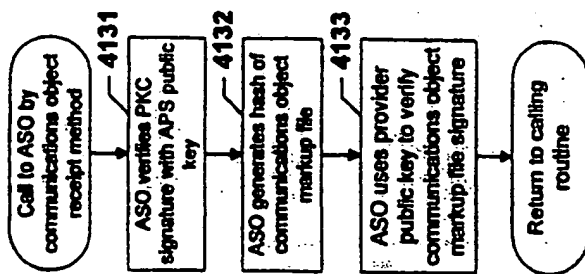 Call to ASO by
communications object
receipt method
4131
ASO verifies PKC
signature with APS public
key
4132
ASO generates hash of
communications object
markup file
4133
ASO uses provider
public key to verify
communications object
markup file signature
Return to calling
routine